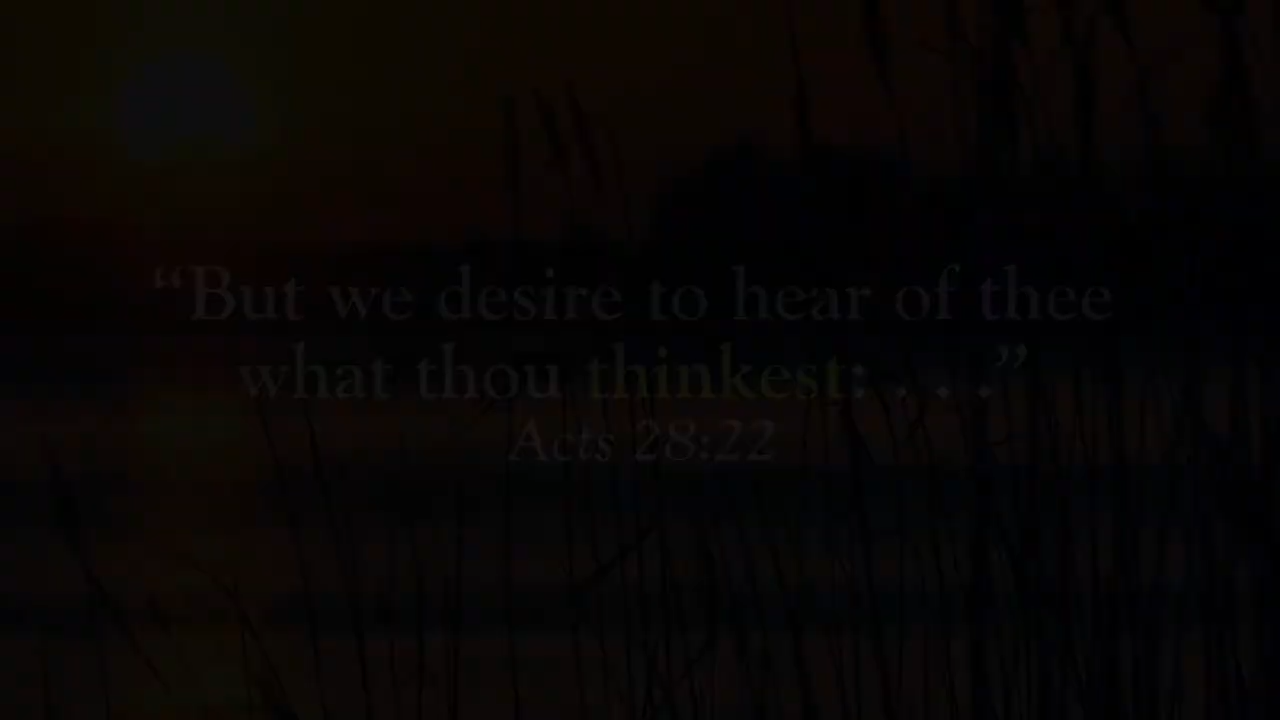 “But we desire to hear of thee
what thou thinkest: . . .”
Acts 28:22